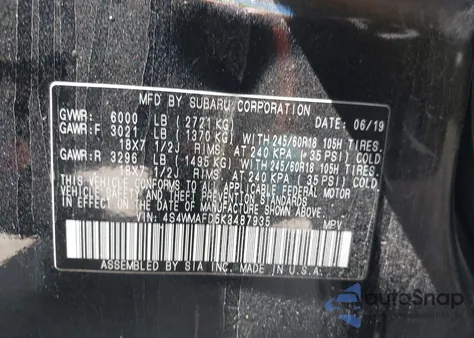 MFD BY SUBARU CORPORATION DATE: 06/19
GVWR: 6000 LB (2721 KG)
GAWR:F 3021 LB (1370 KG) WITH 245/60R18 105H TIRES.
18X7 1/2J RIMS, AT 240 KPA (35 PSI) COLD
GAWR:R 3296 LB (1495 KG) WITH 245/60R18 105H TIRES.
18X7 1/2J RIMS, AT 240 KPA (35 PSI) COLD
THIS VEHICLE CONFORMS TO ALL APPLICABLE FEDERAL MOTOR
VEHICLE SAFETY STANDARDS
IN EFFECT ON THE DATE OF MANUFACTURE SHOWN ABOVE.
VIN: 4S4WMAFD5K3487935 MPV
ASSEMBLED BY SIA INC. MADE IN U.S.A.
AutoSnap